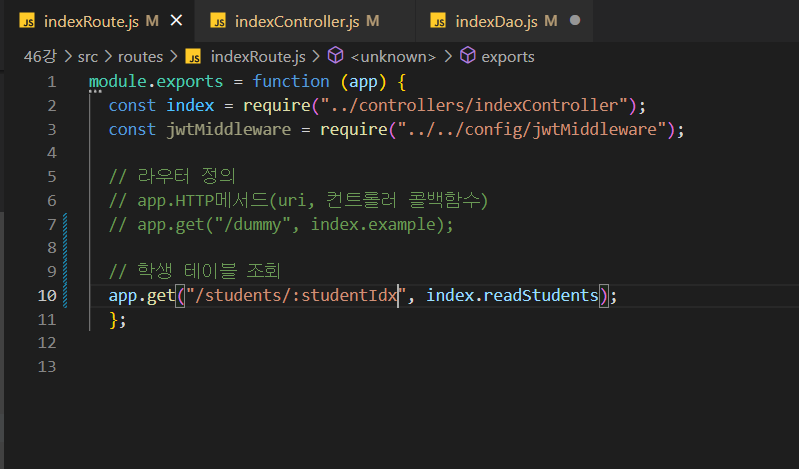 JS indexRoute.js M ✕ JS indexController.js M JS indexDao.js M ●
46강 > src > routes > JS indexRoute.js > <unknown> > exports
1 module.exports = function (app) {
2 const index = require("../controllers/indexController");
3 const jwtMiddleware = require("../../config/jwtMiddleware");
4
5 // 라우터 정의
6 // app.HTTP메서드(uri, 컨트롤러 콜백함수)
7 // app.get("/dummy", index.example);
8
9 // 학생 테이블 조회
10 app.get("/students/:studentIdx", index.readStudents);
11 };
12
13